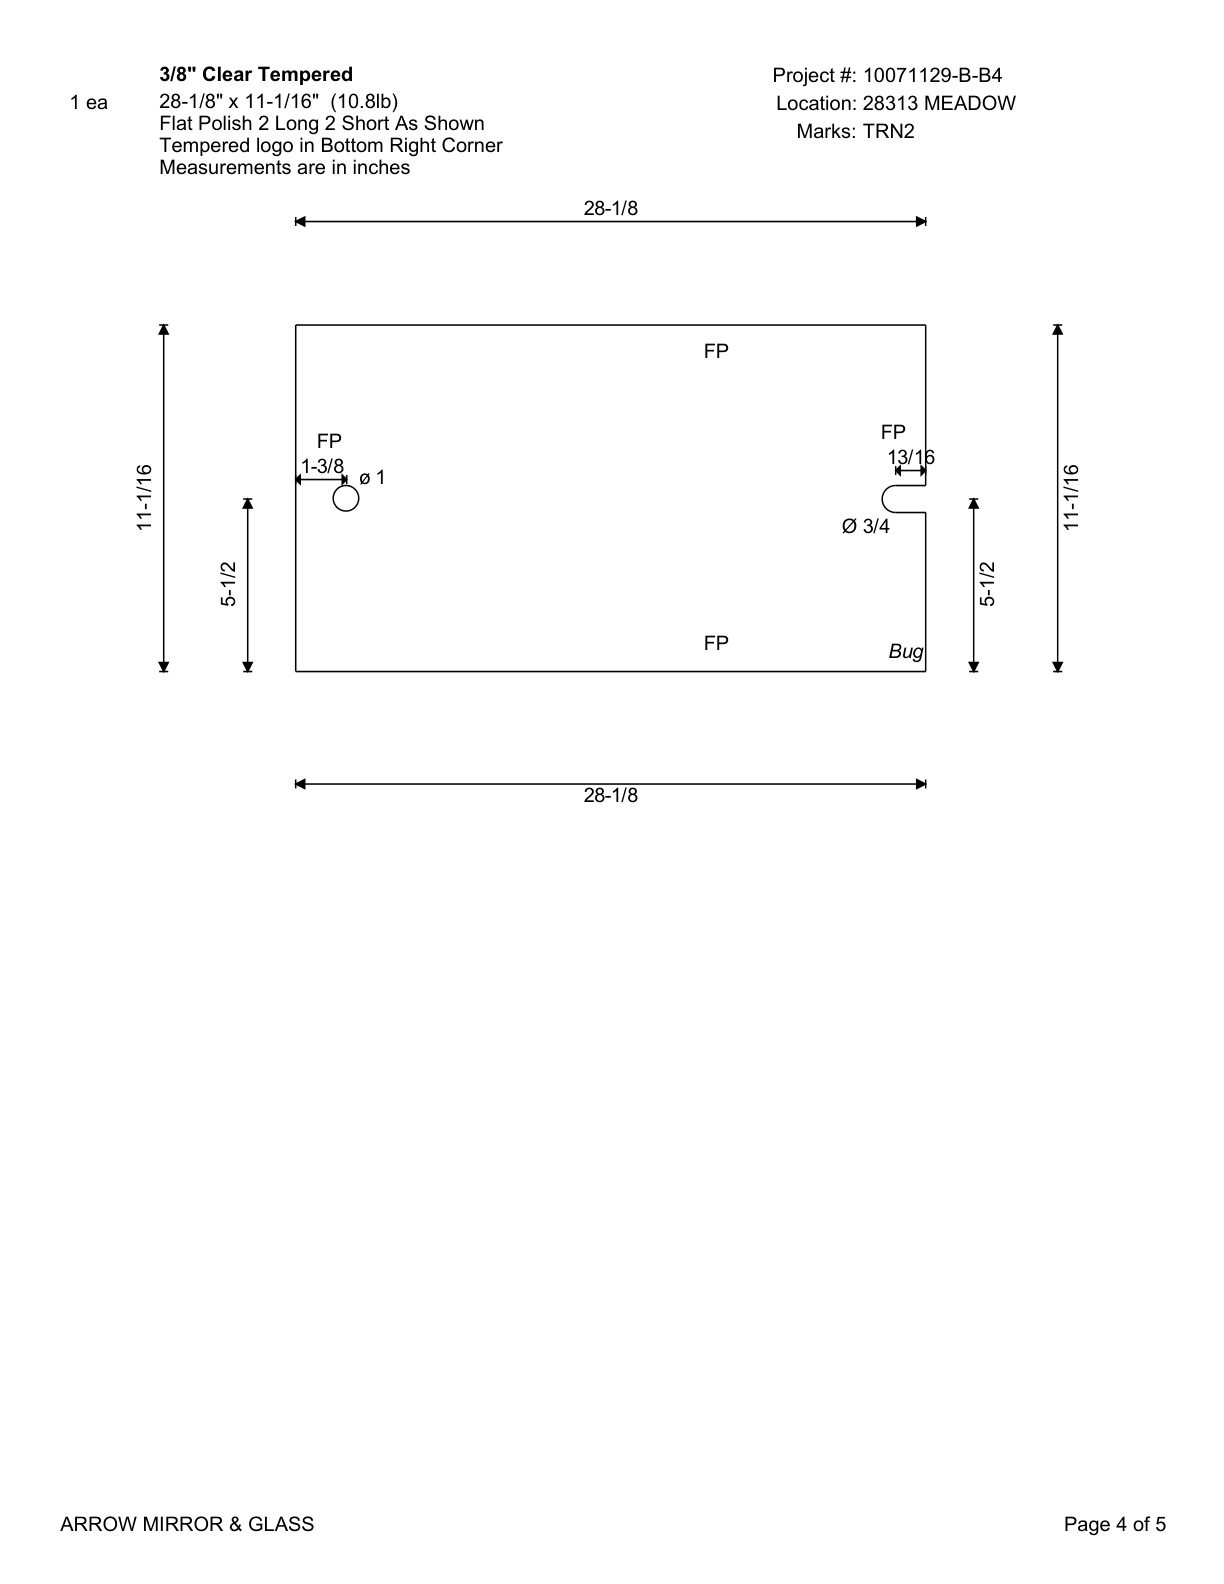 3/8" Clear Tempered
1 ea
28-1/8" x 11-1/16" (10.8lb)
Flat Polish 2 Long 2 Short As Shown
Tempered logo in Bottom Right Corner
Measurements are in inches
Project #: 10071129-B-B4
Location: 28313 MEADOW
Marks: TRN2
28-1/8
FP
FP
FP
1-3/8
ø 1
13/16
11-1/16
11-1/16
Ø 3/4
5-1/2
5-1/2
FP
Bug
28-1/8
ARROW MIRROR & GLASS
Page 4 of 5